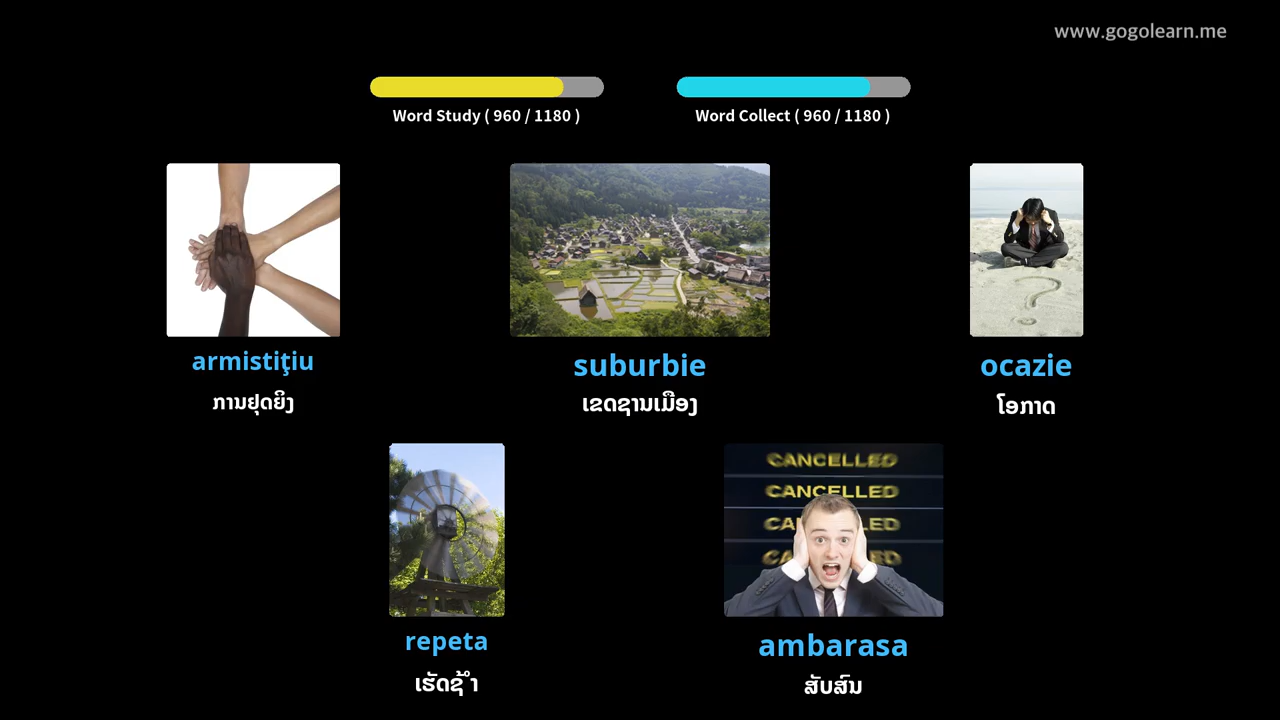 www.gogolearn.me
Word Study ( 960 / 1180 )
Word Collect ( 960 / 1180 )
armistiţiu
ການຢຸດຍິງ
suburbie
ເຂດຊານເມືອງ
ocazie
ໂອກາດ
CANCELLED
CANCELLED
repeta
ເຮັດຊ້ຳ
ambarasa
ສັບສົນ